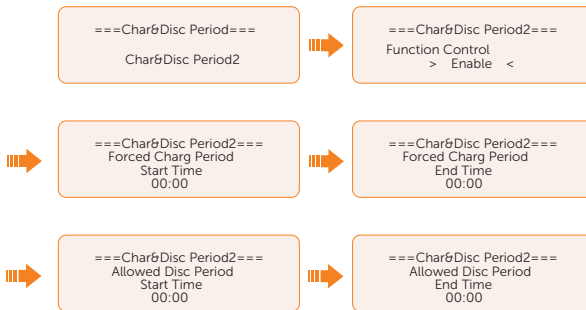 ===Char&Disc Period===
Char&Disc Period2
===Char&Disc Period2===
Function Control
> Enable <
===Char&Disc Period2===
Forced Charg Period
Start Time
00:00
===Char&Disc Period2===
Forced Charg Period
End Time
00:00
===Char&Disc Period2===
Allowed Disc Period
Start Time
00:00
===Char&Disc Period2===
Allowed Disc Period
End Time
00:00